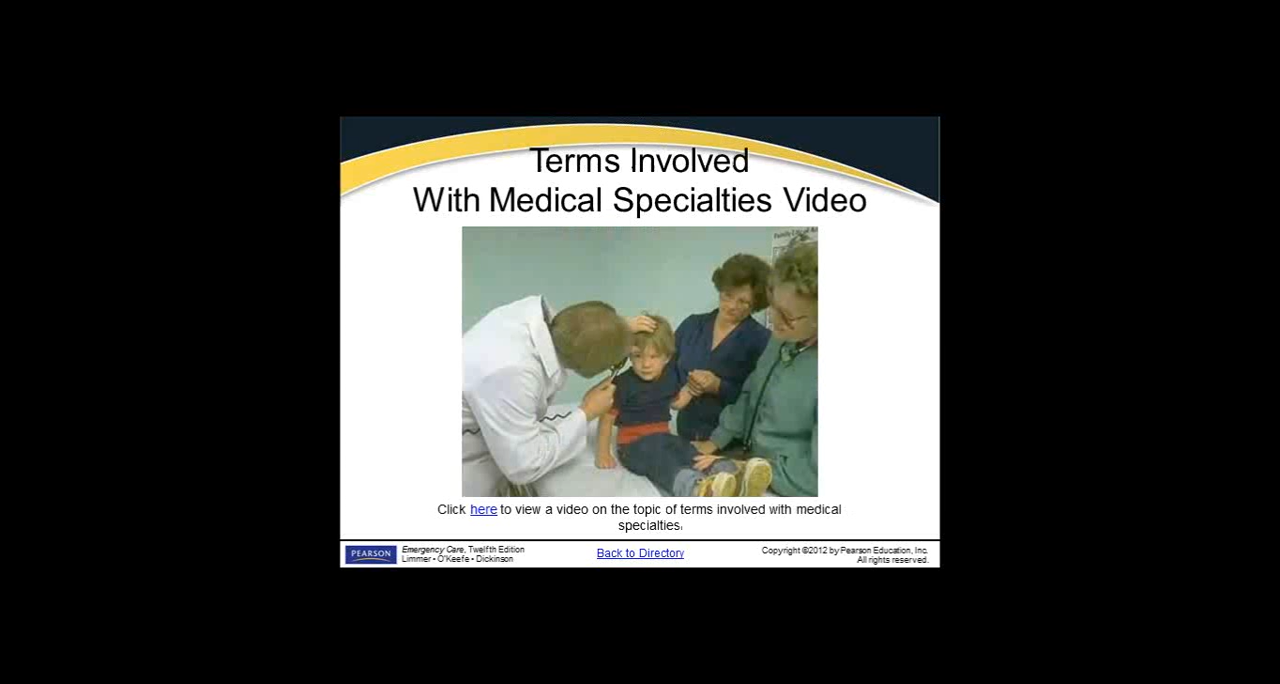 Terms Involved
With Medical Specialties Video
Click here to view a video on the topic of terms involved with medical
specialties.
PEARSON
Emergency Care, Twelfth Edition
Limmer • O'Keefe • Dickinson
Back to Directory
Copyright ©2012 by Pearson Education, Inc.
All rights reserved.